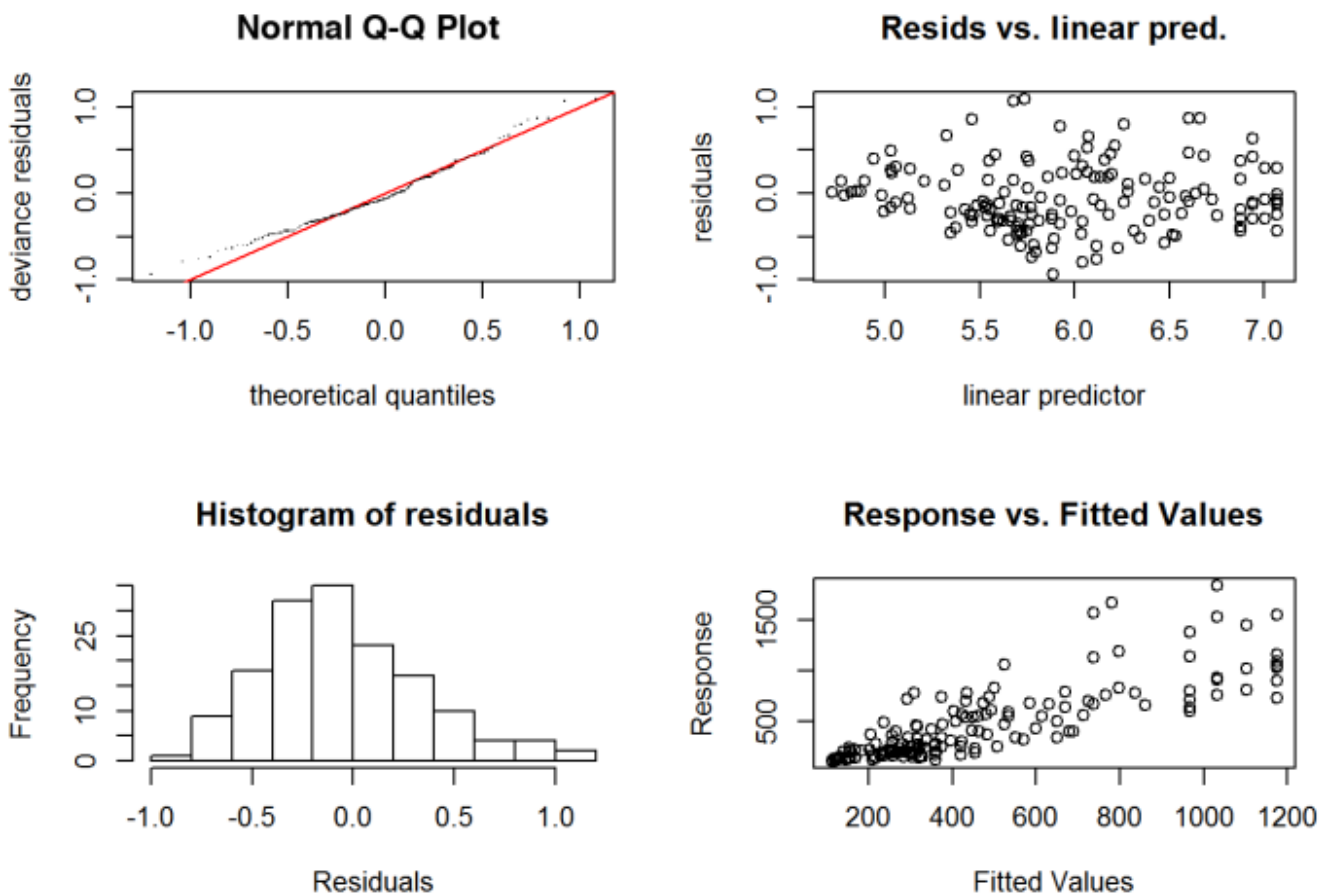 Normal Q-Q Plot
deviance residuals
1.0
0.0
-1.0
-1.0 -0.5 0.0 0.5 1.0
theoretical quantiles
Resids vs. linear pred.
residuals
1.0
0.0
-1.0
5.0 5.5 6.0 6.5 7.0
linear predictor
Histogram of residuals
Frequency
25
10
0
-1.0 -0.5 0.0 0.5 1.0
Residuals
Response vs. Fitted Values
Response
1500
500
200 400 600 800 1000 1200
Fitted Values